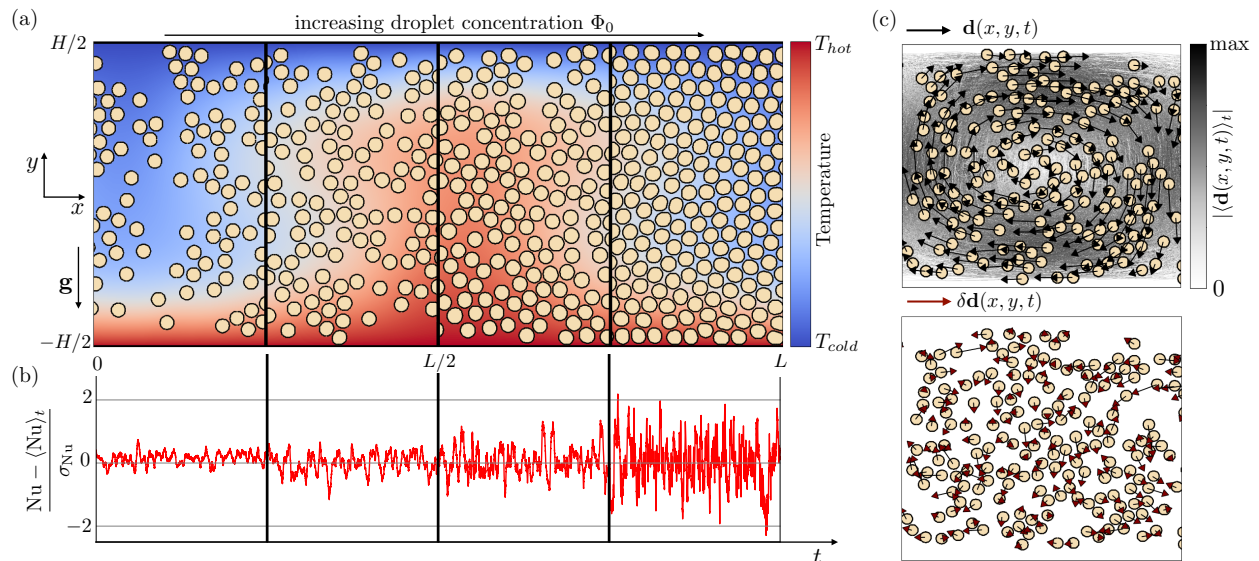 (a)
increasing droplet concentration Φ₀
H/2
y
x
g
−H/2
0
L/2
L
T_hot
Temperature
T_cold
(b)
Nu − ⟨Nu⟩_t
σ_Nu
2
0
−2
t
(c)
d(x, y, t)
max
|⟨d(x, y, t)⟩_t|
0
δd(x, y, t)